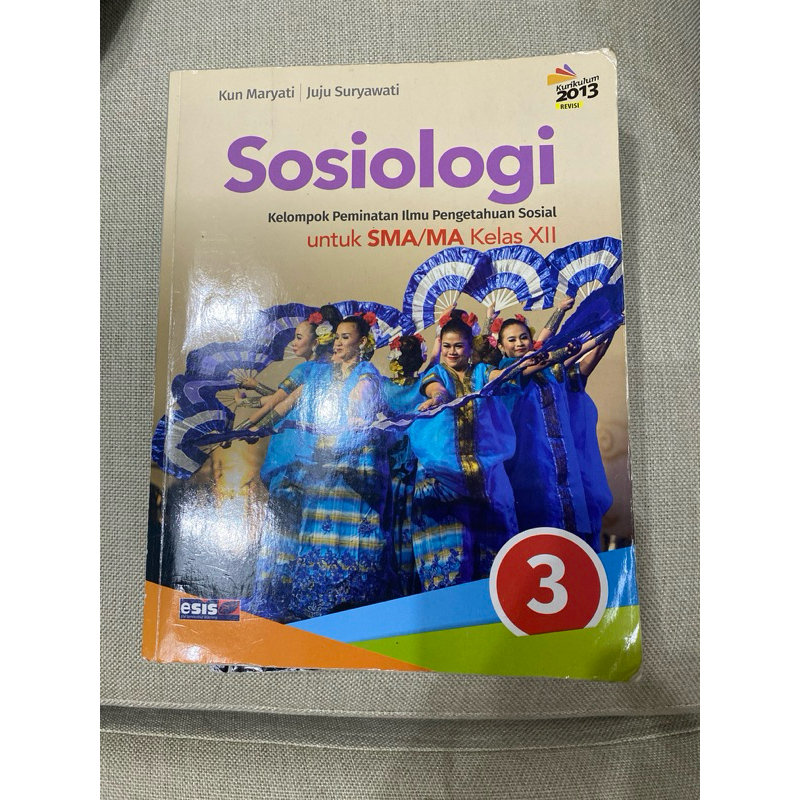 Kun Maryati | Juju Suryawati
Kurikulum
2013
REVISI
Sosiologi
Kelompok Peminatan Ilmu Pengetahuan Sosial
untuk SMA/MA Kelas XII
3
esis